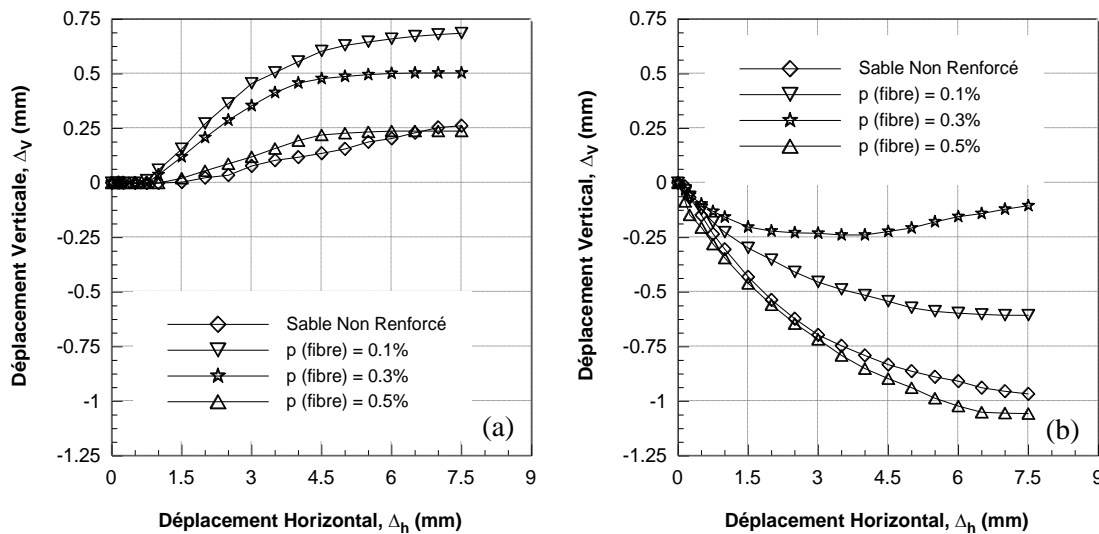 0.75
0.5
0.25
0
-0.25
-0.5
-0.75
-1
-1.25
Déplacement Verticale, Δv (mm)
Sable Non Renforcé
p (fibre) = 0.1%
p (fibre) = 0.3%
p (fibre) = 0.5%
(a)
0 1.5 3 4.5 6 7.5 9
Déplacement Horizontal, Δh (mm)
0.75
0.5
0.25
0
-0.25
-0.5
-0.75
-1
-1.25
Déplacement Vertical, Δv (mm)
Sable Non Renforcé
p (fibre) = 0.1%
p (fibre) = 0.3%
p (fibre) = 0.5%
(b)
0 1.5 3 4.5 6 7.5 9
Déplacement Horizontal, Δh (mm)